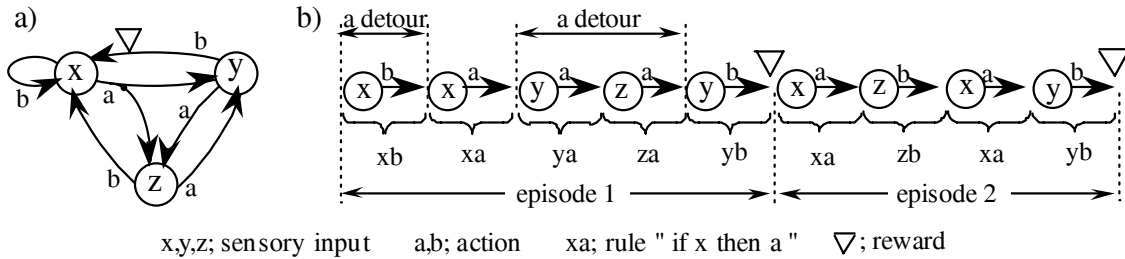 a)
b)
a detour
a detour
b
x
y
a
a
b
b
a
z
x b x a y a z a y b x a z b x a y b
xb xa ya za yb xa zb xa yb
episode 1 episode 2
x,y,z; sensory input a,b; action xa; rule " if x then a " ▽; reward